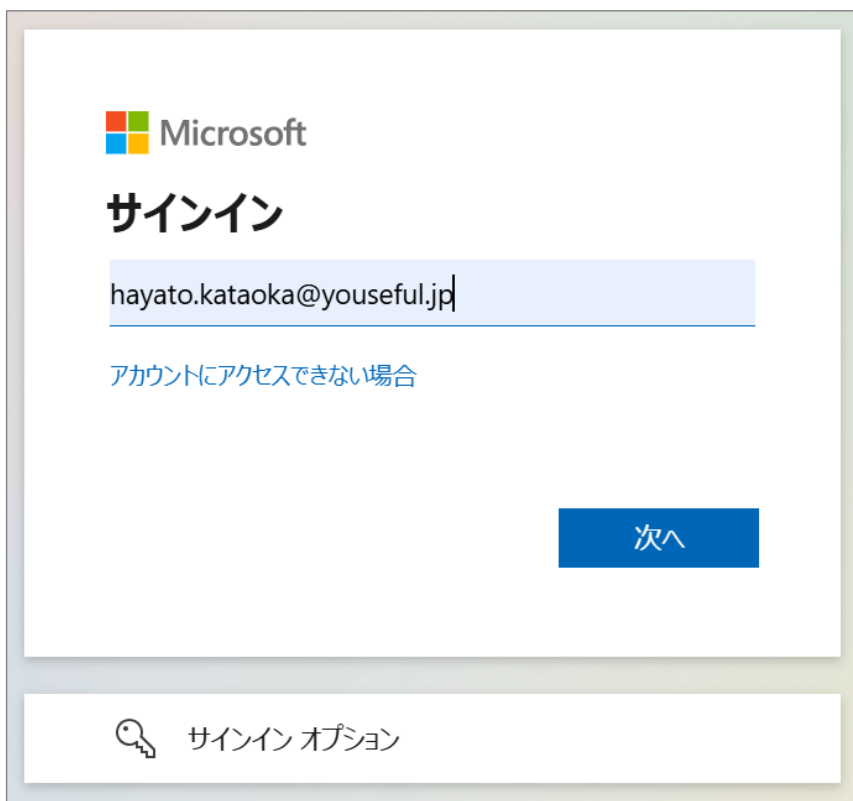 Microsoft
サインイン
hayato.kataoka@youseful.jp
アカウントにアクセスできない場合
次へ
サインイン オプション